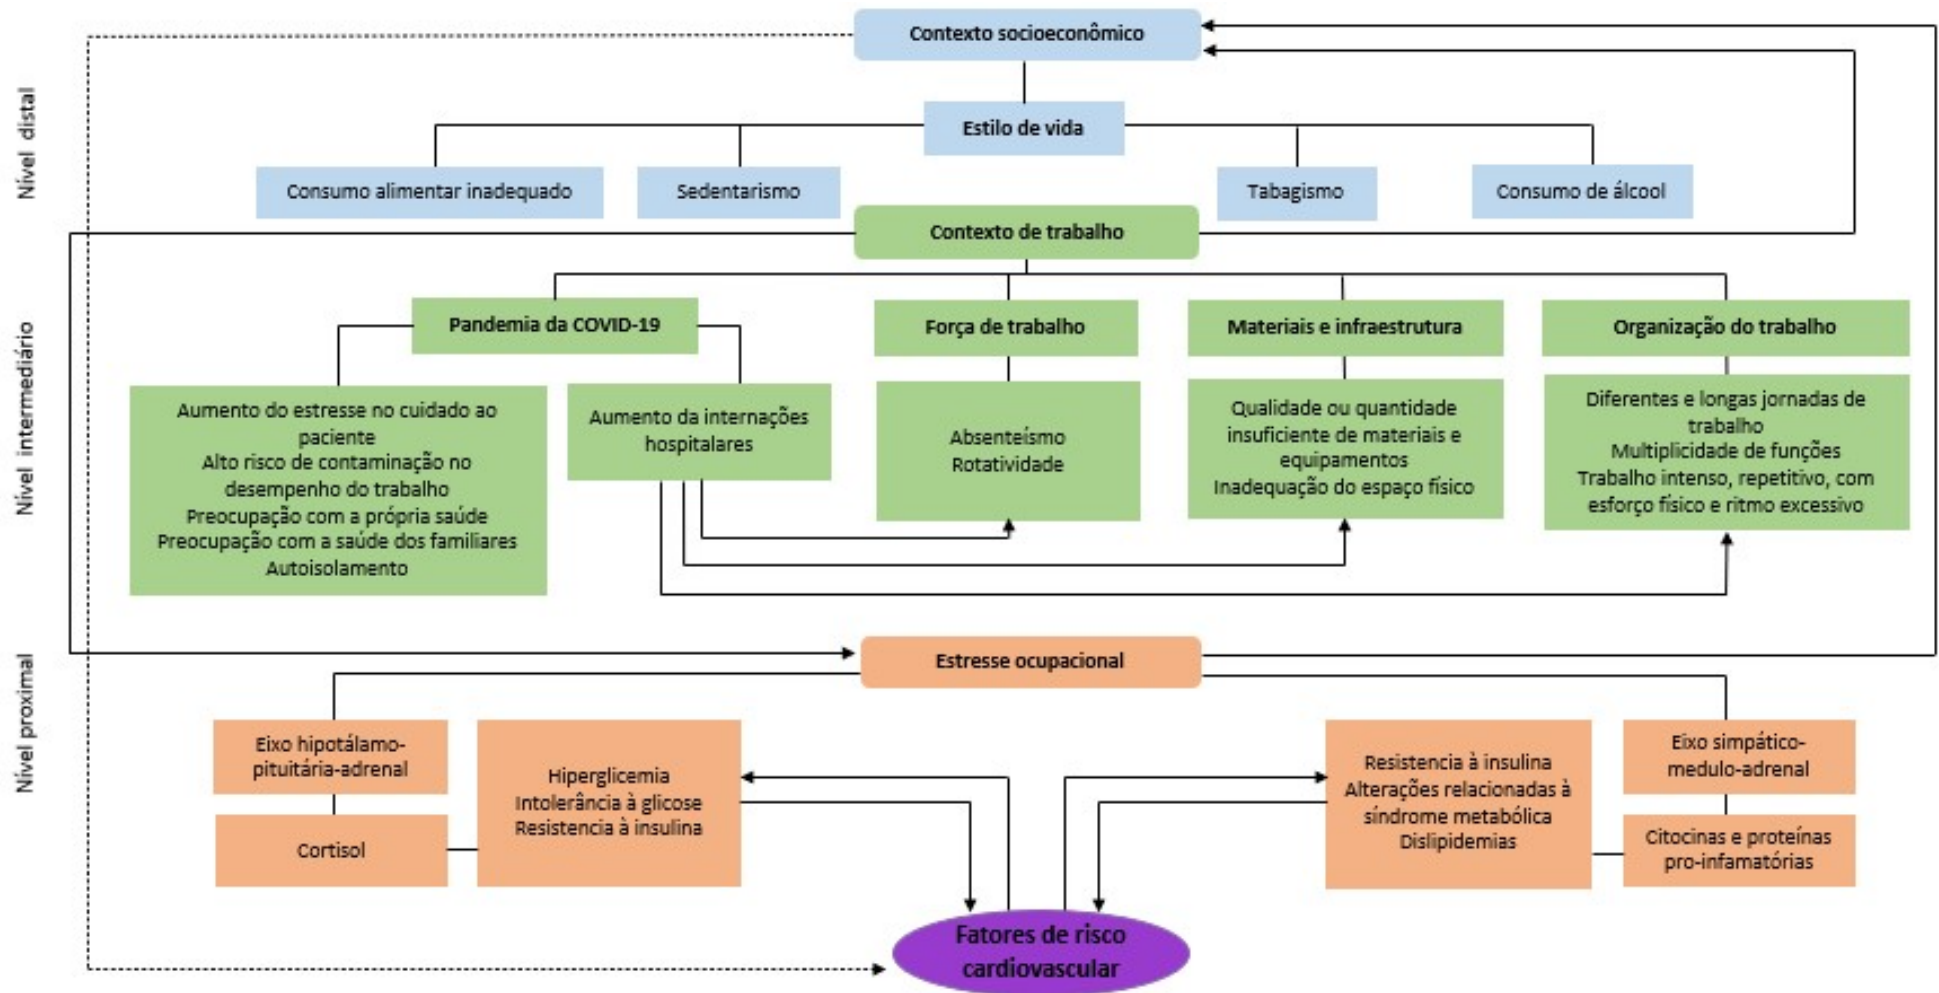 Contexto socioeconômico
Nível distal
Estilo de vida
Consumo alimentar inadequado
Sedentarismo
Tabagismo
Consumo de álcool
Contexto de trabalho
Nível intermediário
Pandemia da COVID-19
Força de trabalho
Materiais e infraestrutura
Organização do trabalho
Aumento do estresse no cuidado ao
paciente
Alto risco de contaminação no
desempenho do trabalho
Preocupação com a própria saúde
Preocupação com a saúde dos familiares
Autoisolamento
Aumento da internações
hospitalares
Absenteísmo
Rotatividade
Qualidade ou quantidade
insuficiente de materiais e
equipamentos
Inadequação do espaço físico
Diferentes e longas jornadas de
trabalho
Multiplicidade de funções
Trabalho intenso, repetitivo, com
esforço físico e ritmo excessivo
Nível proximal
Estresse ocupacional
Eixo hipotálamo-
pituitária-adrenal
Cortisol
Hiperglicemia
Intolerância à glicose
Resistencia à insulina
Resistencia à insulina
Alterações relacionadas à
síndrome metabólica
Dislipidemias
Eixo simpático-
medulo-adrenal
Citocinas e proteínas
pro-infamatórias
Fatores de risco
cardiovascular